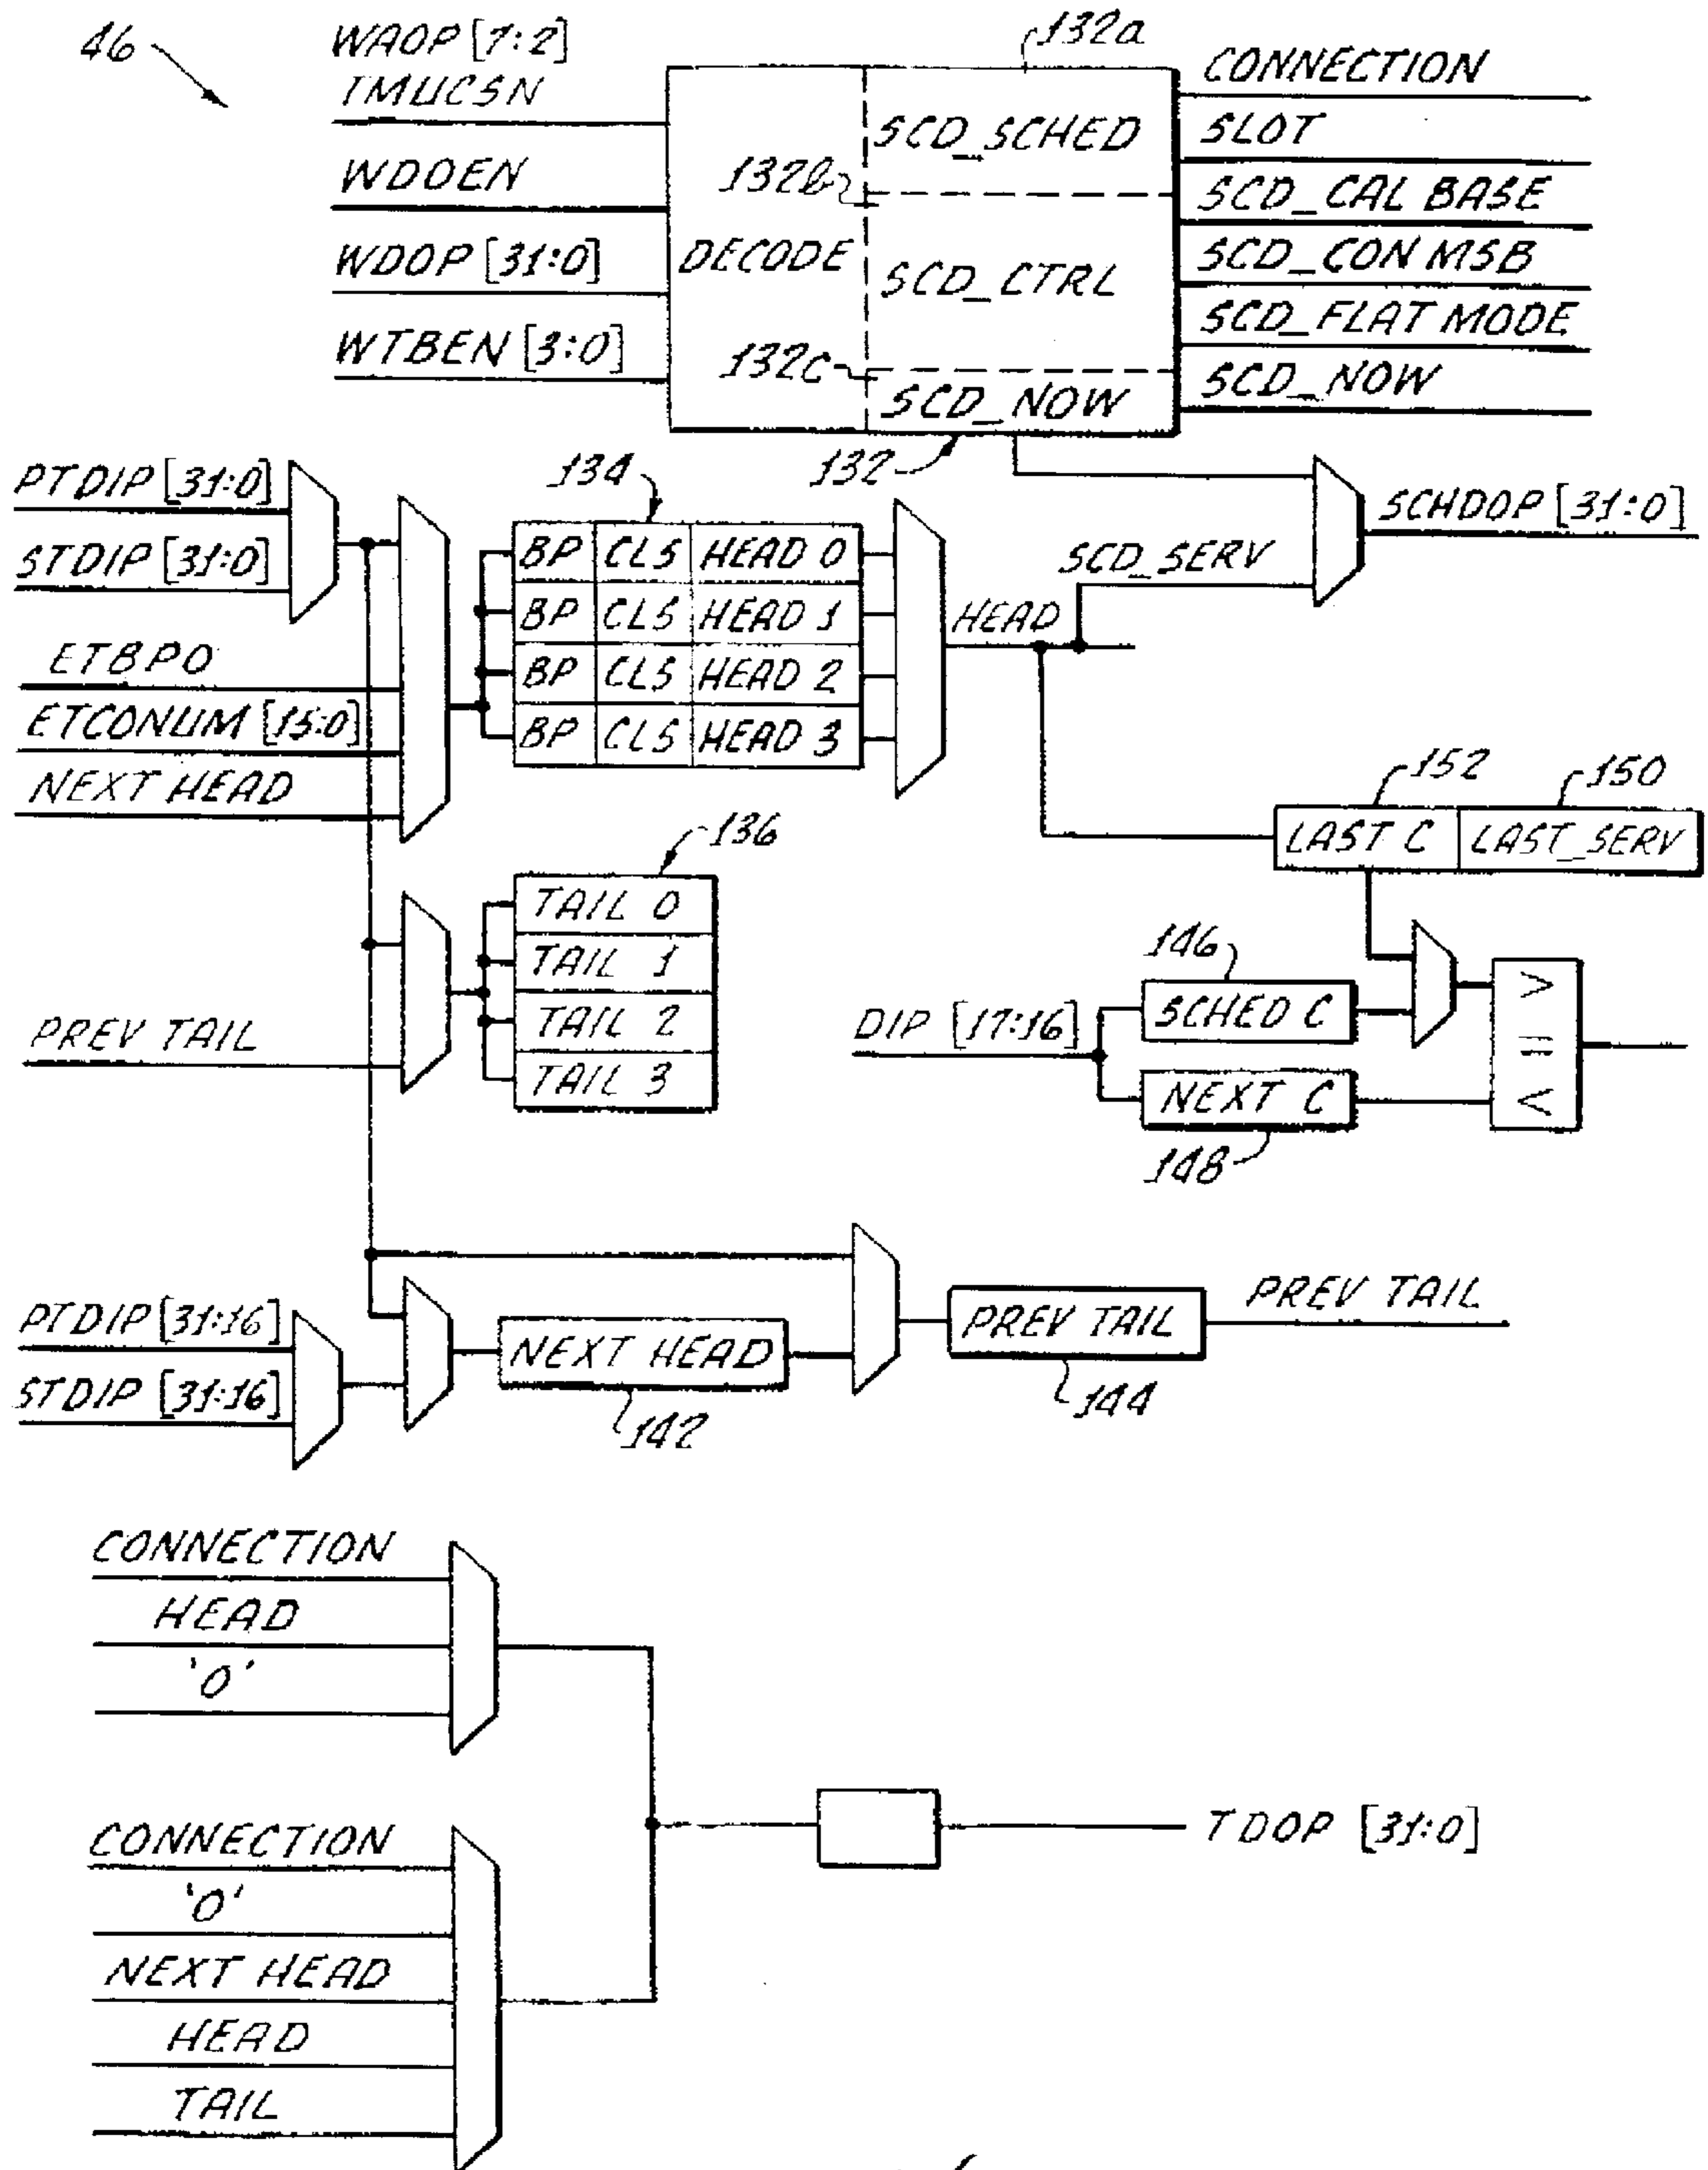 46
WAOP [7:2]
TMUCSN
WDOEN
WDOP [31:0]
WTBEN [3:0]
132a
SCD_SCHED
132b
DECODE
SCD_CTRL
132c
SCD_NOW
132
CONNECTION
SLOT
SCD_CAL BASE
SCD_CON MSB
SCD_FLAT MODE
SCD_NOW
PTDIP [31:0]
STDIP [31:0]
ETBPO
ETCONUM [15:0]
NEXT HEAD
134
BP CLS HEAD 0
BP CLS HEAD 1
BP CLS HEAD 2
BP CLS HEAD 3
HEAD
SCD_SERV
SCHDOP [31:0]
152
150
LAST C
LAST_SERV
136
TAIL 0
TAIL 1
TAIL 2
TAIL 3
PREV TAIL
146
DIP [17:16]
SCHED C
NEXT C
148
>
=
<
PTDIP [31:16]
STDIP [31:16]
NEXT HEAD
142
PREV TAIL
144
PREV TAIL
CONNECTION
HEAD
'0'
CONNECTION
'0'
NEXT HEAD
HEAD
TAIL
TDOP [31:0]